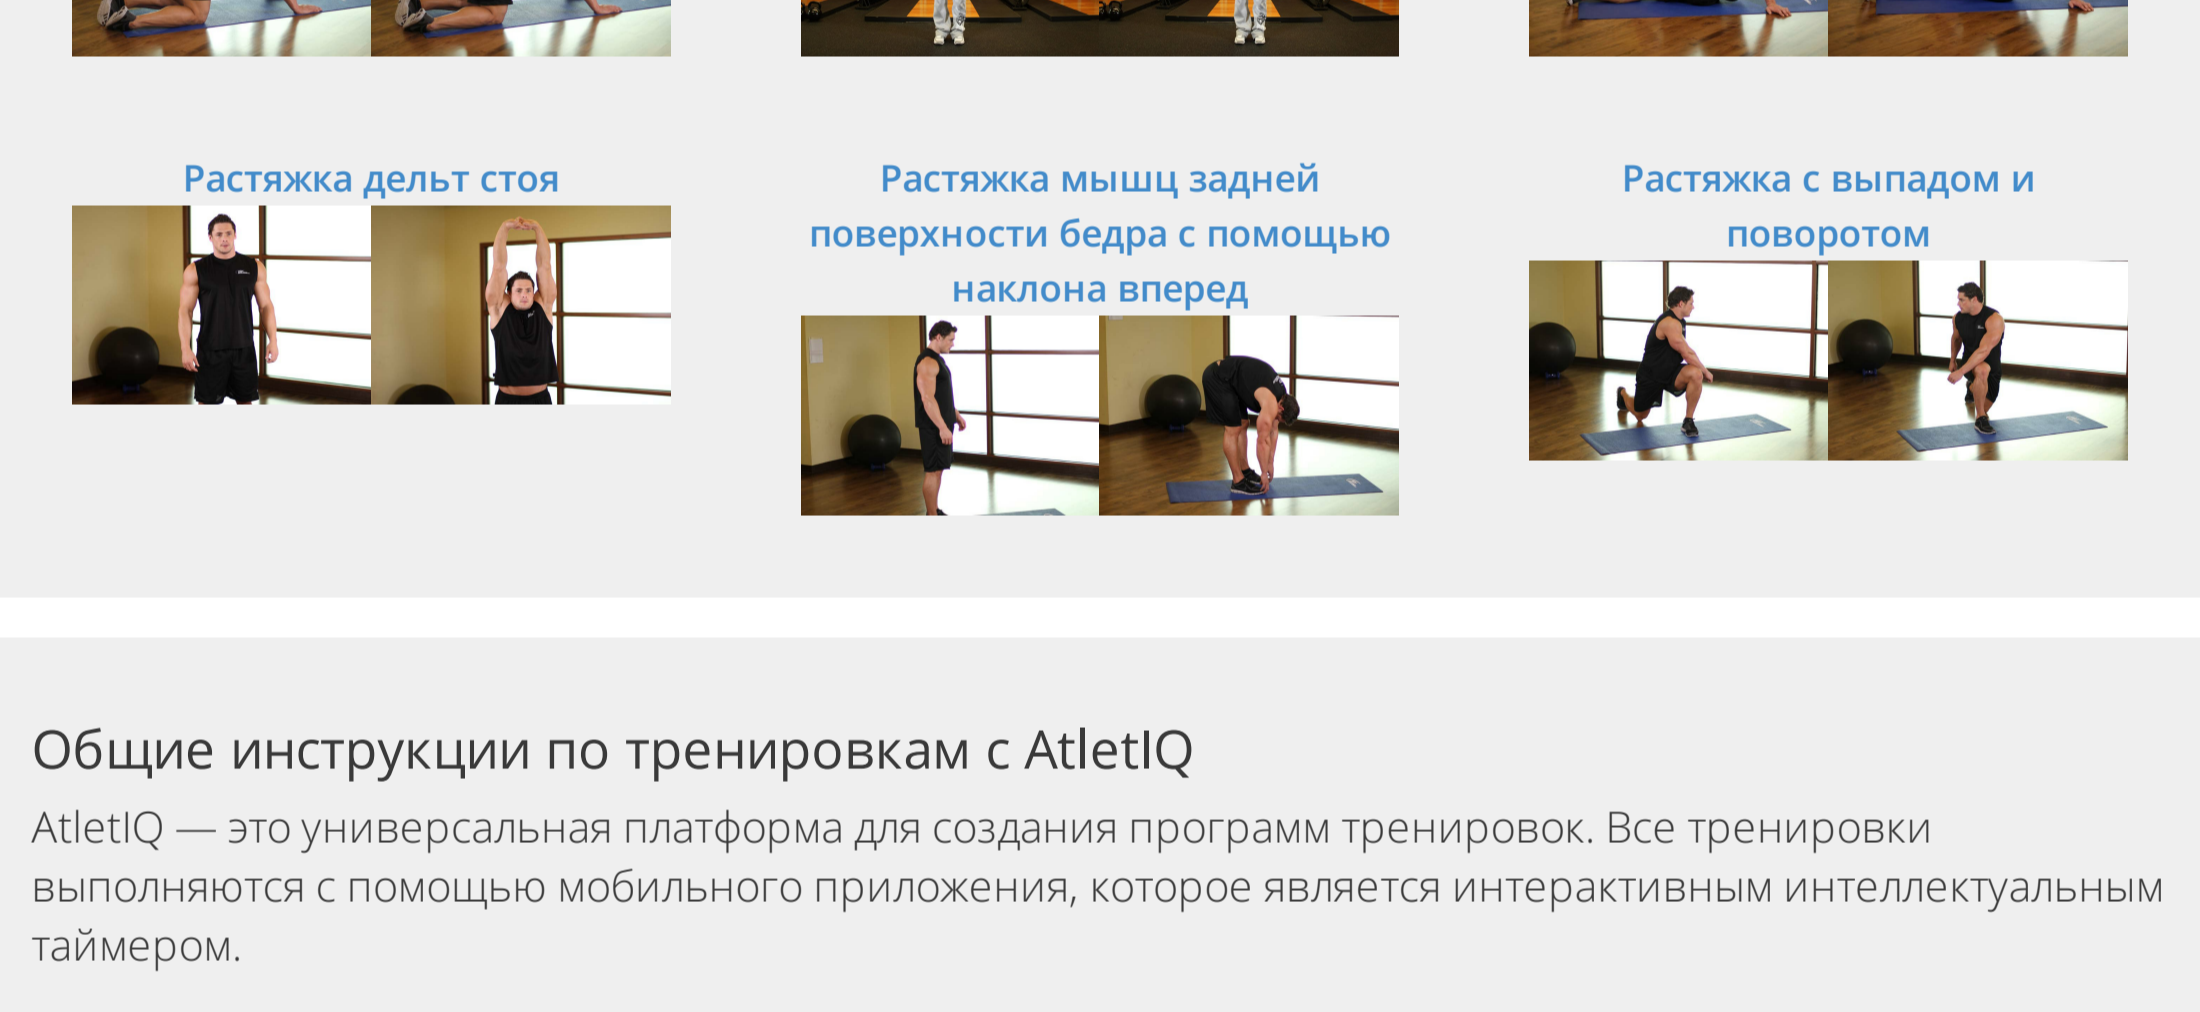 Растяжка дельт стоя
Растяжка мышц задней
поверхности бедра с помощью
наклона вперед
Растяжка с выпадом и
поворотом
Общие инструкции по тренировкам с AtletIQ
AtletIQ — это универсальная платформа для создания программ тренировок. Все тренировки
выполняются с помощью мобильного приложения, которое является интерактивным интеллектуальным
таймером.